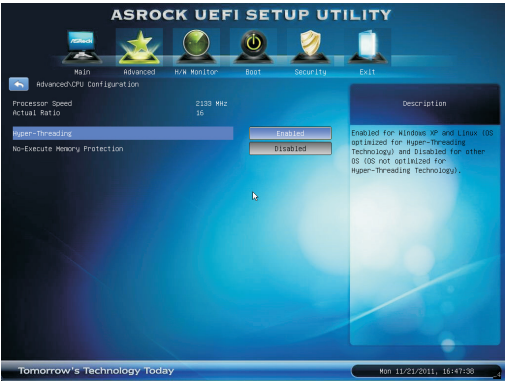 ASROCK UEFI SETUP UTILITY
ASRock
Main Advanced H/W Monitor Boot Security Exit
Advanced\CPU Configuration
Processor Speed 2133 MHz
Actual Ratio 16
Hyper-Threading Enabled
No-Execute Memory Protection Disabled
Description
Enabled for Windows XP and Linux (OS
optimized for Hyper-Threading
Technology) and Disabled for other
OS (OS not optimized for
Hyper-Threading Technology).
Tomorrow's Technology Today
Mon 11/21/2011, 16:47:38